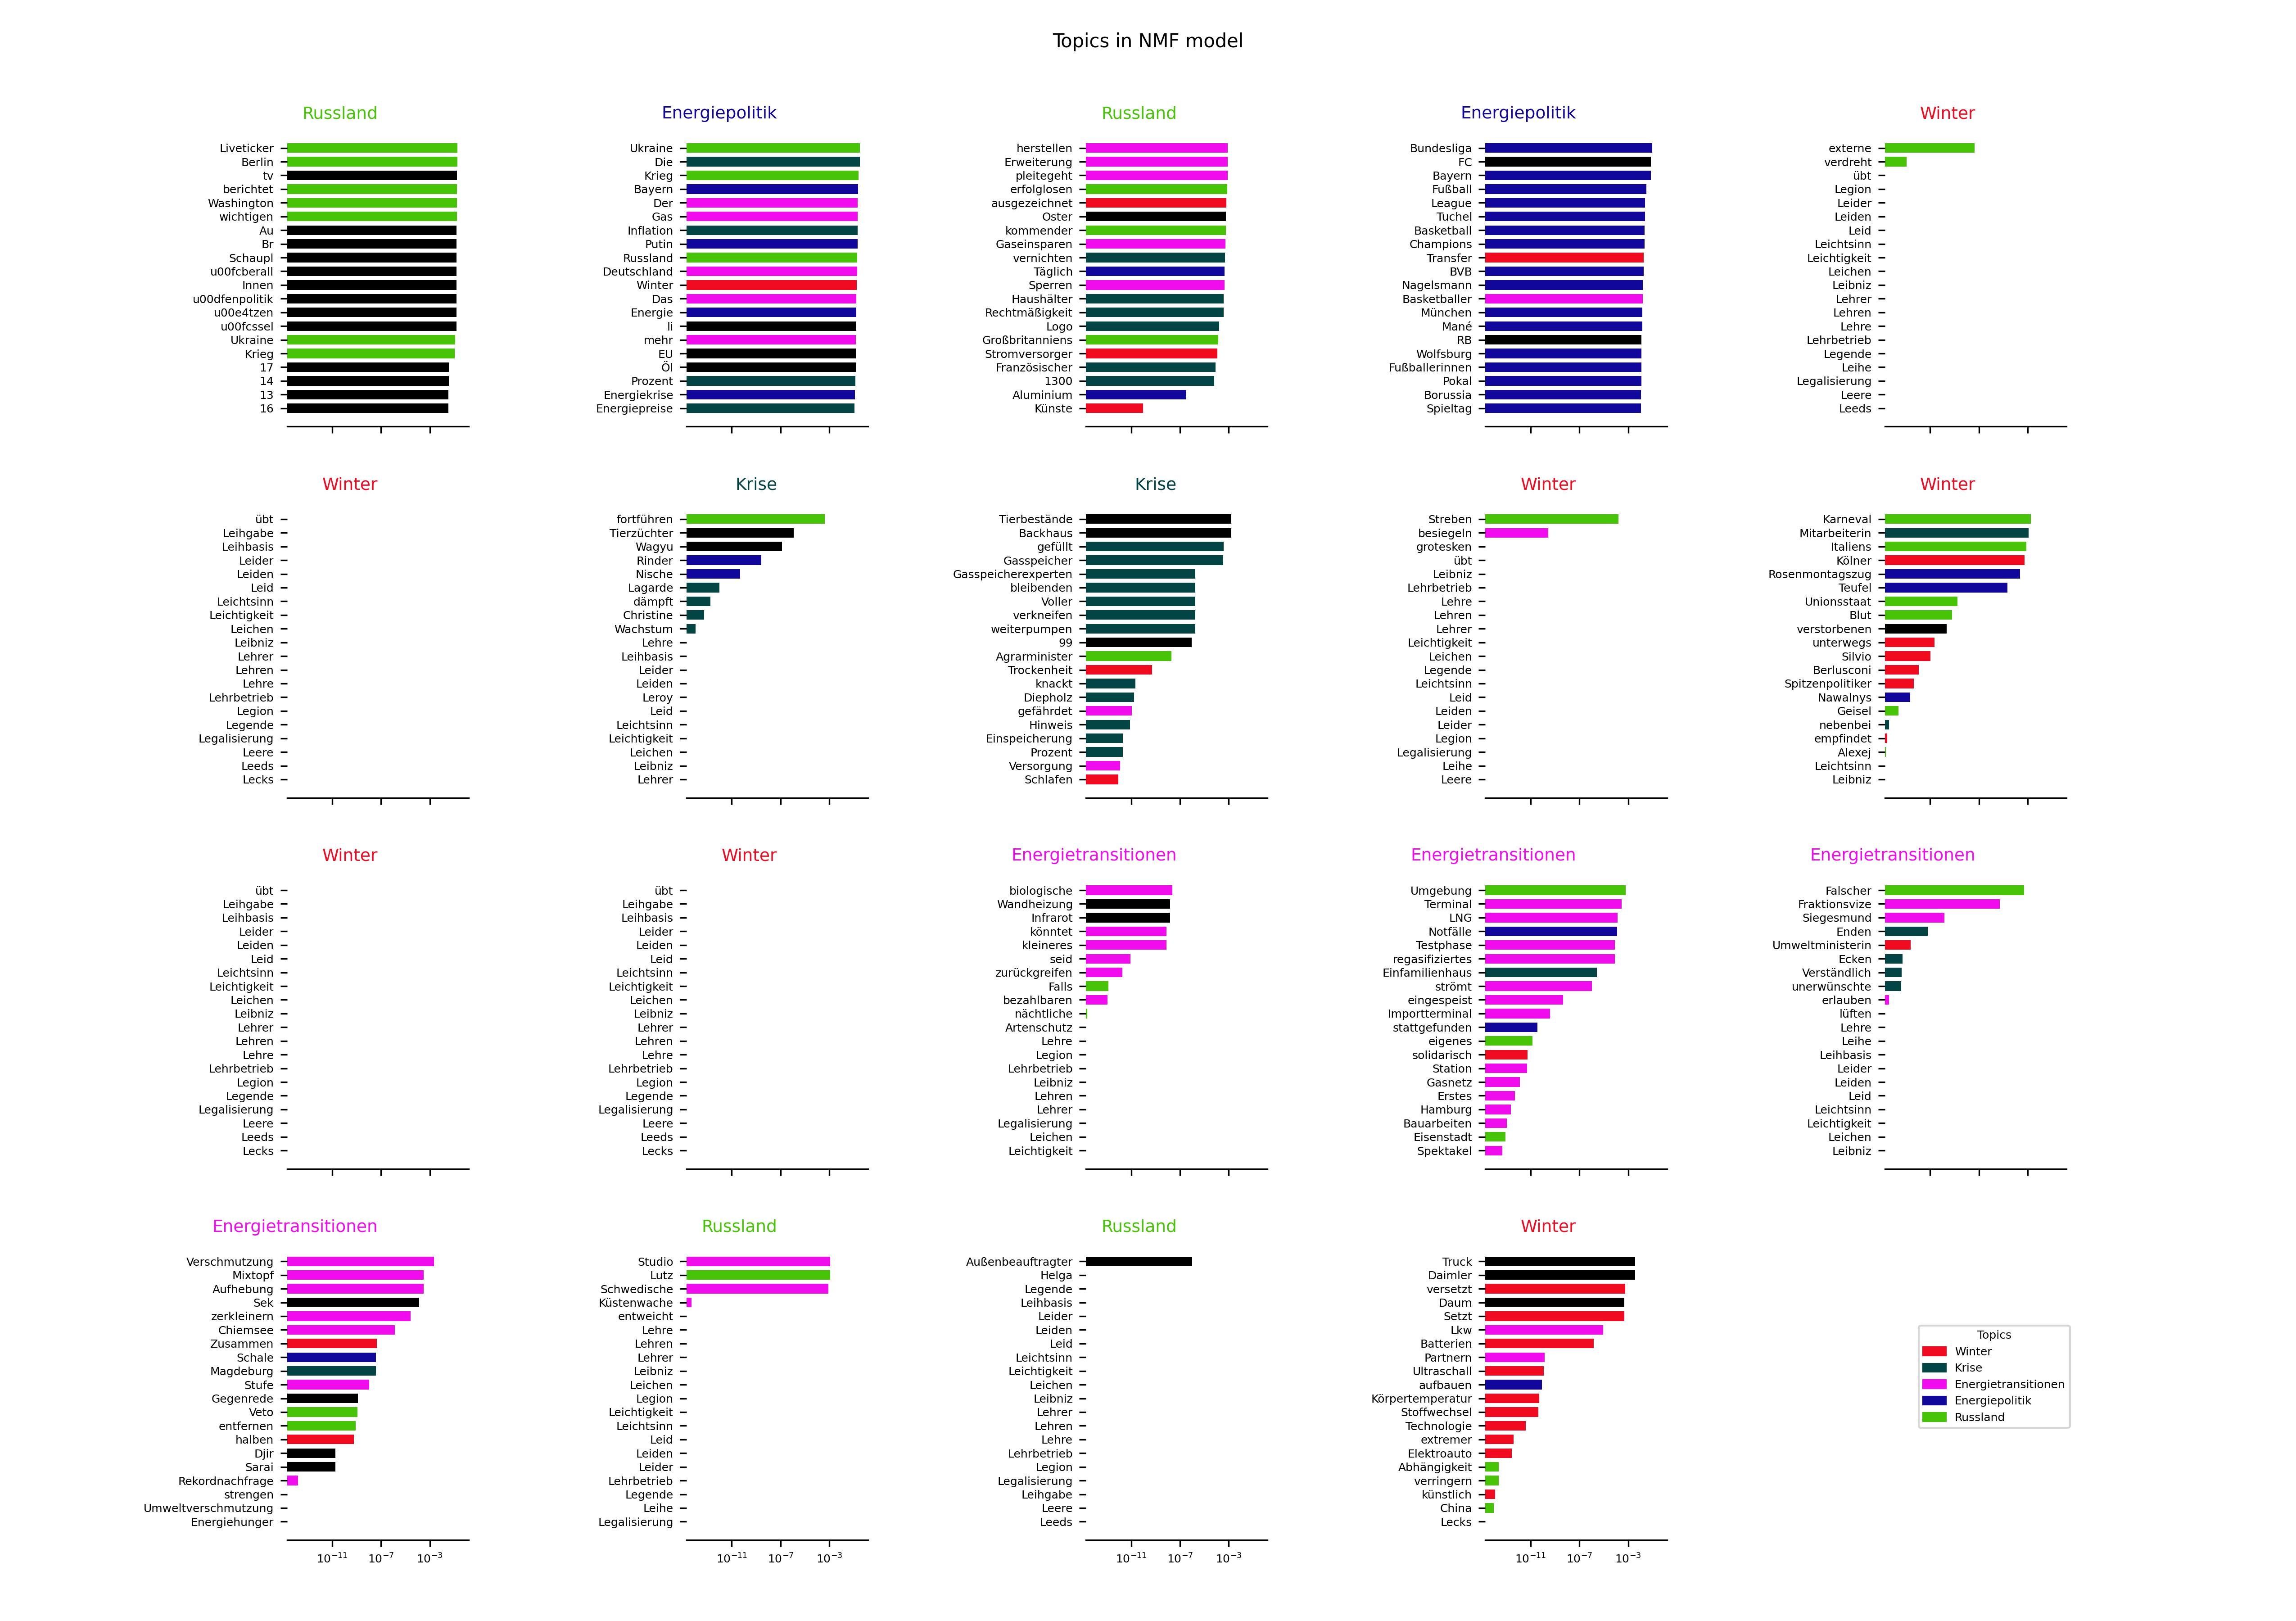 Topics in NMF model
Russland
Liveticker
Berlin
tv
berichtet
Washington
wichtigen
Au
Br
Schaupl
u00fcberall
Innen
u00dfenpolitik
u00e4tzen
u00fcssel
Ukraine
Krieg
17
14
13
16
Energiepolitik
Ukraine
Die
Krieg
Bayern
Der
Gas
Inflation
Putin
Russland
Deutschland
Winter
Das
Energie
li
mehr
EU
Öl
Prozent
Energiekrise
Energiepreise
Russland
herstellen
Erweiterung
pleitegeht
erfolglosen
ausgezeichnet
Oster
kommender
Gaseinsparen
vernichten
Täglich
Sperren
Haushälter
Rechtmäßigkeit
Logo
Großbritanniens
Stromversorger
Französischer
1300
Aluminium
Künste
Energiepolitik
Bundesliga
FC
Bayern
Fußball
League
Tuchel
Basketball
Champions
Transfer
BVB
Nagelsmann
Basketballer
München
Mané
RB
Wolfsburg
Fußballerinnen
Pokal
Borussia
Spieltag
Winter
externe
verdreht
übt
Legion
Leider
Leiden
Leid
Leichtsinn
Leichtigkeit
Leichen
Leibniz
Lehrer
Lehren
Lehre
Lehrbetrieb
Legende
Leihe
Legalisierung
Leere
Leeds
Winter
übt
Leihgabe
Leihbasis
Leider
Leiden
Leid
Leichtsinn
Leichtigkeit
Leichen
Leibniz
Lehrer
Lehren
Lehre
Lehrbetrieb
Legion
Legende
Legalisierung
Leere
Leeds
Lecks
Krise
fortführen
Tierzüchter
Wagyu
Rinder
Nische
Lagarde
dämpft
Christine
Wachstum
Lehre
Leihbasis
Leider
Leiden
Leroy
Leid
Leichtsinn
Leichtigkeit
Leichen
Leibniz
Lehrer
Krise
Tierbestände
Backhaus
gefüllt
Gasspeicher
Gasspeicherexperten
bleibenden
Voller
verkneifen
weiterpumpen
99
Agrarminister
Trockenheit
knackt
Diepholz
gefährdet
Hinweis
Einspeicherung
Prozent
Versorgung
Schlafen
Winter
Streben
besiegeln
grotesken
übt
Leibniz
Lehrbetrieb
Lehre
Lehren
Lehrer
Leichtigkeit
Leichen
Legende
Leichtsinn
Leid
Leiden
Leider
Legion
Legalisierung
Leihe
Leere
Winter
Karneval
Mitarbeiterin
Italiens
Kölner
Rosenmontagszug
Teufel
Unionsstaat
Blut
verstorbenen
unterwegs
Silvio
Berlusconi
Spitzenpolitiker
Nawalnys
Geisel
nebenbei
empfindet
Alexej
Leichtsinn
Leibniz
Winter
übt
Leihgabe
Leihbasis
Leider
Leiden
Leid
Leichtsinn
Leichtigkeit
Leichen
Leibniz
Lehrer
Lehren
Lehre
Lehrbetrieb
Legion
Legende
Legalisierung
Leere
Leeds
Lecks
Winter
übt
Leihgabe
Leihbasis
Leider
Leiden
Leid
Leichtsinn
Leichtigkeit
Leichen
Leibniz
Lehrer
Lehren
Lehre
Lehrbetrieb
Legion
Legende
Legalisierung
Leere
Leeds
Lecks
Energietransitionen
biologische
Wandheizung
Infrarot
könntet
kleineres
seid
zurückgreifen
Falls
bezahlbaren
nächtliche
Artenschutz
Lehre
Legion
Lehrbetrieb
Leibniz
Lehren
Lehrer
Legalisierung
Leichen
Leichtigkeit
Energietransitionen
Umgebung
Terminal
LNG
Notfälle
Testphase
regasifiziertes
Einfamilienhaus
strömt
eingespeist
Importterminal
stattgefunden
eigenes
solidarisch
Station
Gasnetz
Erstes
Hamburg
Bauarbeiten
Eisenstadt
Spektakel
Energietransitionen
Falscher
Fraktionsvize
Siegesmund
Enden
Umweltministerin
Ecken
Verständlich
unerwünschte
erlauben
lüften
Lehre
Leihe
Leihbasis
Leider
Leiden
Leid
Leichtsinn
Leichtigkeit
Leichen
Leibniz
Energietransitionen
Verschmutzung
Mixtopf
Aufhebung
Sek
zerkleinern
Chiemsee
Zusammen
Schale
Magdeburg
Stufe
Gegenrede
Veto
entfernen
halben
Djir
Sarai
Rekordnachfrage
strengen
Umweltverschmutzung
Energiehunger
10⁻¹¹ 10⁻⁷ 10⁻³
Russland
Studio
Lutz
Schwedische
Küstenwache
entweicht
Lehre
Lehren
Lehrer
Leibniz
Leichen
Legion
Leichtigkeit
Leichtsinn
Leid
Leiden
Leider
Lehrbetrieb
Legende
Leihe
Legalisierung
10⁻¹¹ 10⁻⁷ 10⁻³
Russland
Außenbeauftragter
Helga
Legende
Leihbasis
Leider
Leiden
Leid
Leichtsinn
Leichtigkeit
Leichen
Leibniz
Lehrer
Lehren
Lehre
Lehrbetrieb
Legion
Legalisierung
Leihgabe
Leere
Leeds
10⁻¹¹ 10⁻⁷ 10⁻³
Winter
Truck
Daimler
versetzt
Daum
Setzt
Lkw
Batterien
Partnern
Ultraschall
aufbauen
Körpertemperatur
Stoffwechsel
Technologie
extremer
Elektroauto
Abhängigkeit
verringern
künstlich
China
Lecks
10⁻¹¹ 10⁻⁷ 10⁻³
Topics
Winter
Krise
Energietransitionen
Energiepolitik
Russland